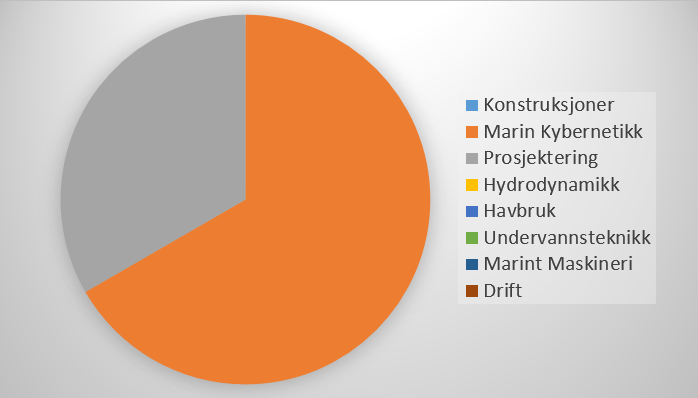 Konstruksjoner
Marin Kybernetikk
Prosjektering
Hydrodynamikk
Havbruk
Undervannsteknikk
Marint Maskineri
Drift